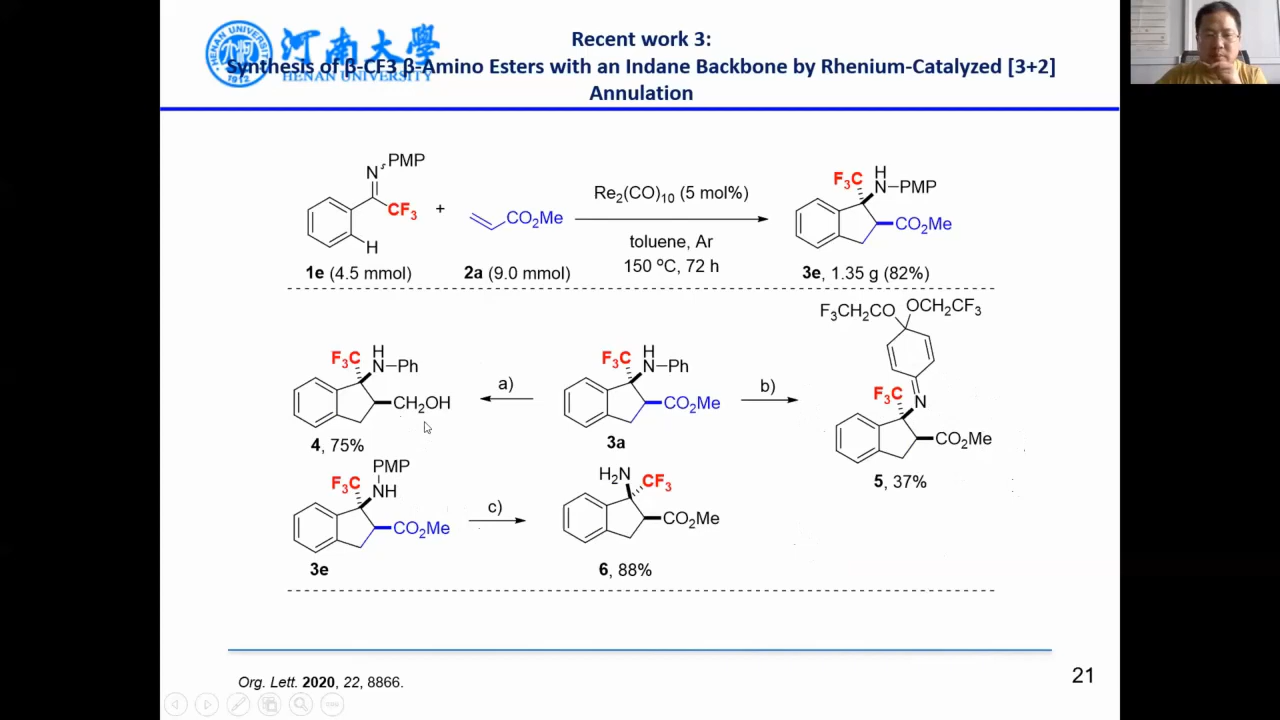 Recent work 3:
Synthesis of β-CF3 β-Amino Esters with an Indane Backbone by Rhenium-Catalyzed [3+2]
Annulation
河南大學
HENAN UNIVERSITY
HENAN UNIVERSITY
1912
N PMP
CF3
H
+
CO2Me
Re2(CO)10 (5 mol%)
toluene, Ar
150 ºC, 72 h
F3C H
N PMP
CO2Me
1e (4.5 mmol)
2a (9.0 mmol)
3e, 1.35 g (82%)
F3C H
N Ph
CH2OH
4, 75%
a)
F3C H
N Ph
CO2Me
3a
b)
F3CH2CO OCH2CF3
F3C N
CO2Me
5, 37%
PMP
F3C NH
CO2Me
3e
c)
H2N CF3
CO2Me
6, 88%
Org. Lett. 2020, 22, 8866.
21